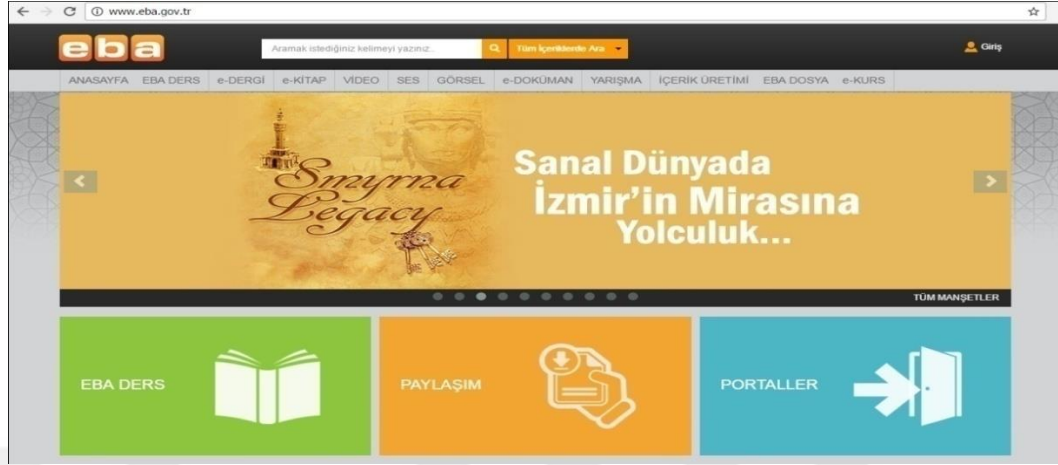 www.eba.gov.tr
eba
Aramak istediğiniz kelimeyi yazınız..
Tüm İçeriklerde Ara
Giriş
ANASAYFA EBA DERS e-DERGİ e-KİTAP VİDEO SES GÖRSEL e-DOKÜMAN YARIŞMA İÇERİK ÜRETİMİ EBA DOSYA e-KURS
Smyrna
Legacy
Sanal Dünyada
İzmir'in Mirasına
Yolculuk...
TÜM MANŞETLER
EBA DERS
PAYLAŞIM
PORTALLER